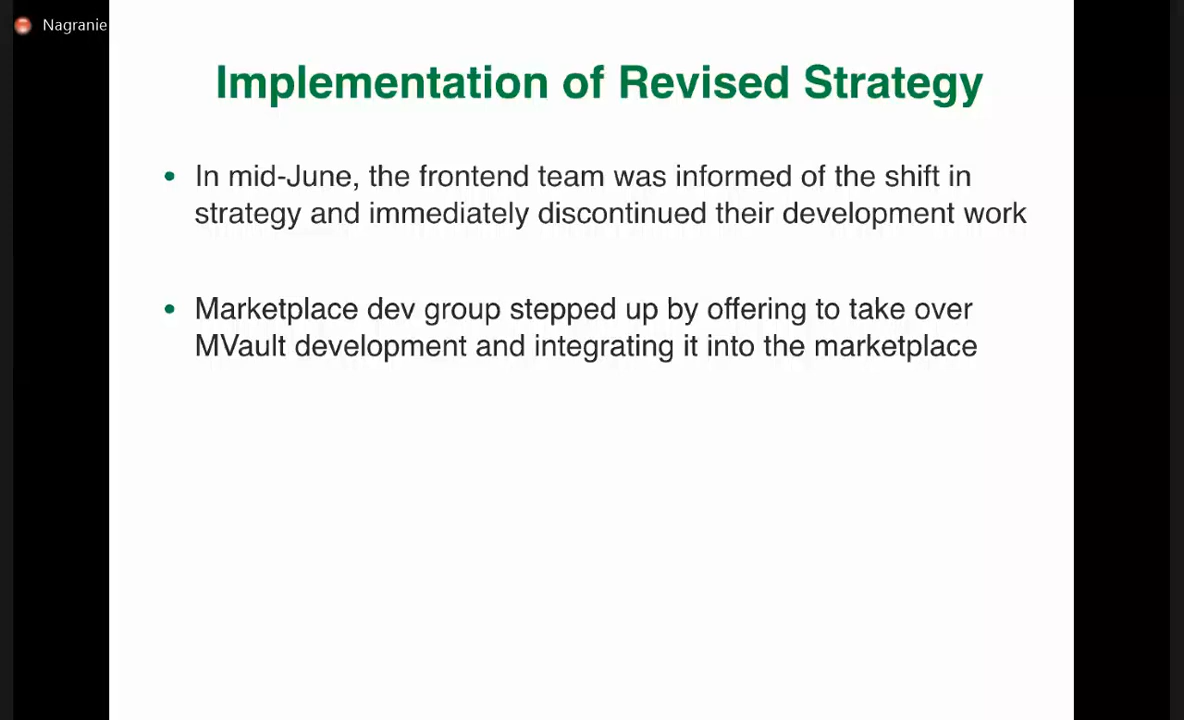 Nagranie
Implementation of Revised Strategy
• In mid-June, the frontend team was informed of the shift in
strategy and immediately discontinued their development work
• Marketplace dev group stepped up by offering to take over
MVault development and integrating it into the marketplace